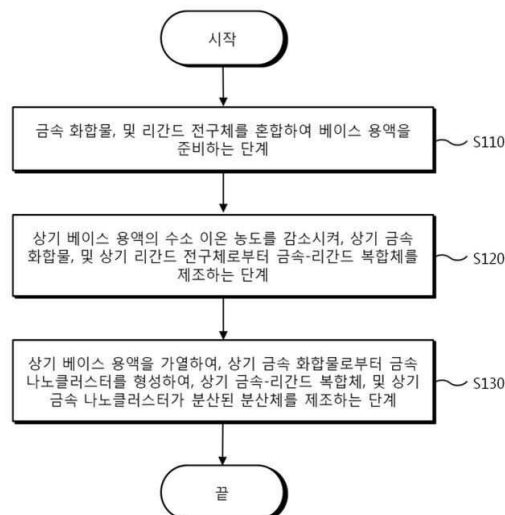 시작
금속 화합물, 및 리간드 전구체를 혼합하여 베이스 용액을
준비하는 단계
S110
상기 베이스 용액의 수소 이온 농도를 감소시켜, 상기 금속
화합물, 및 상기 리간드 전구체로부터 금속-리간드 복합체를
제조하는 단계
S120
상기 베이스 용액을 가열하여, 상기 금속 화합물로부터 금속
나노클러스터를 형성하여, 상기 금속-리간드 복합체, 및 상기
금속 나노클러스터가 분산된 분산체를 제조하는 단계
S130
끝